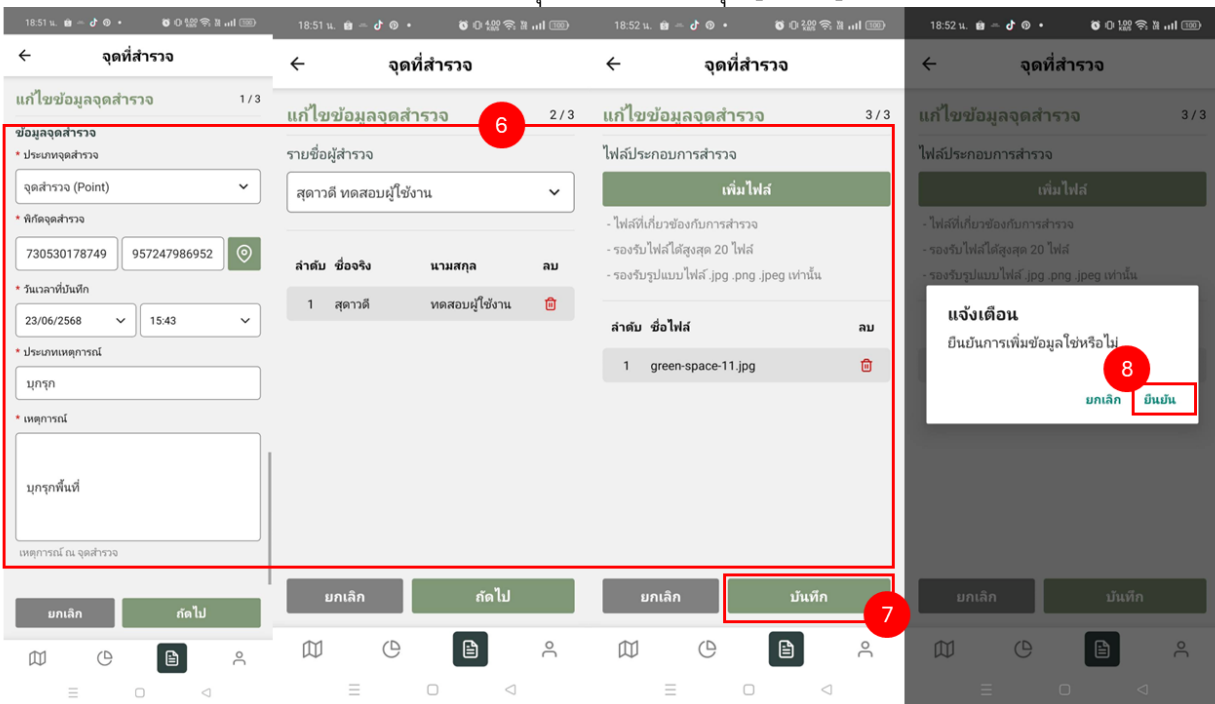 18:51 น.
จุดที่สำรวจ
แก้ไขข้อมูลจุดสำรวจ 1/3
ข้อมูลจุดสำรวจ
* ประเภทจุดสำรวจ
จุดสำรวจ (Point)
* พิกัดจุดสำรวจ
730530178749 957247986952
* วันเวลาที่บันทึก
23/06/2568 15:43
* ประเภทเหตุการณ์
บุกรุก
* เหตุการณ์
บุกรุกพื้นที่
เหตุการณ์ ณ จุดสำรวจ
ยกเลิก ถัดไป
18:51 น.
จุดที่สำรวจ
แก้ไขข้อมูลจุดสำรวจ 2/3
6
รายชื่อผู้สำรวจ
สุดาวดี ทดสอบผู้ใช้งาน
ลำดับ ชื่อจริง นามสกุล ลบ
1 สุดาวดี ทดสอบผู้ใช้งาน
ยกเลิก ถัดไป
18:52 น.
จุดที่สำรวจ
แก้ไขข้อมูลจุดสำรวจ 3/3
ไฟล์ประกอบการสำรวจ
เพิ่มไฟล์
- ไฟล์ที่เกี่ยวข้องกับการสำรวจ
- รองรับไฟล์ได้สูงสุด 20 ไฟล์
- รองรับรูปแบบไฟล์ .jpg .png .jpeg เท่านั้น
ลำดับ ชื่อไฟล์ ลบ
1 green-space-11.jpg
ยกเลิก บันทึก
7
18:52 น.
จุดที่สำรวจ
แก้ไขข้อมูลจุดสำรวจ 3/3
ไฟล์ประกอบการสำรวจ
เพิ่มไฟล์
- ไฟล์ที่เกี่ยวข้องกับการสำรวจ
- รองรับไฟล์ได้สูงสุด 20 ไฟล์
- รองรับรูปแบบไฟล์ .jpg .png .jpeg เท่านั้น
แจ้งเตือน
ยืนยันการเพิ่มข้อมูลใช่หรือไม่
8
ยกเลิก ยืนยัน
ยกเลิก บันทึก